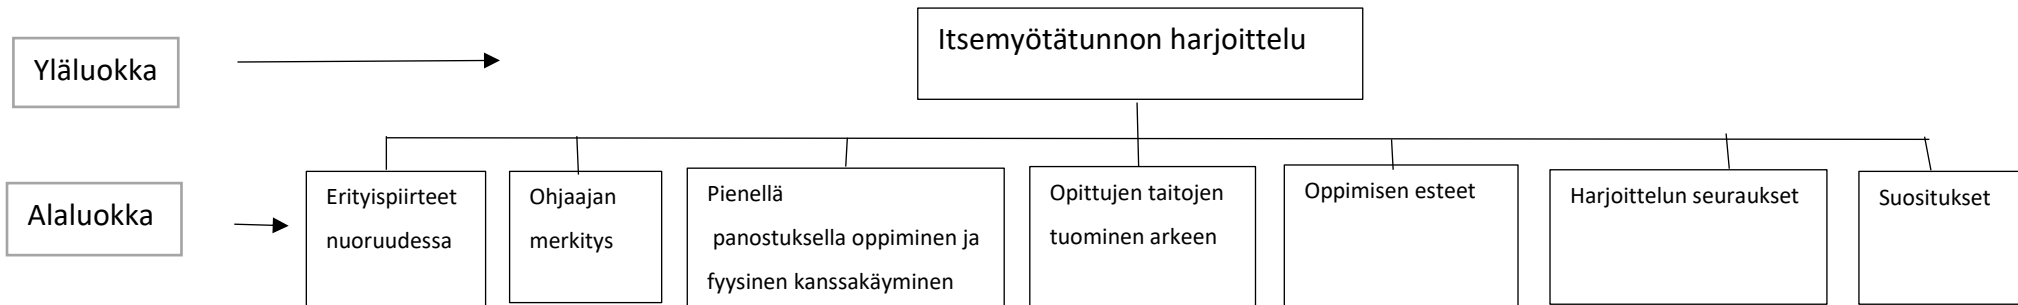 Itsemyötätunnon harjoittelu
Yläluokka
Alaluokka
Erityispiirteet
nuoruudessa
Ohjaajan
merkitys
Pienellä
panostuksella oppiminen ja
fyysinen kanssakäyminen
Opittujen taitojen
tuominen arkeen
Oppimisen esteet
Harjoittelun seuraukset
Suositukset